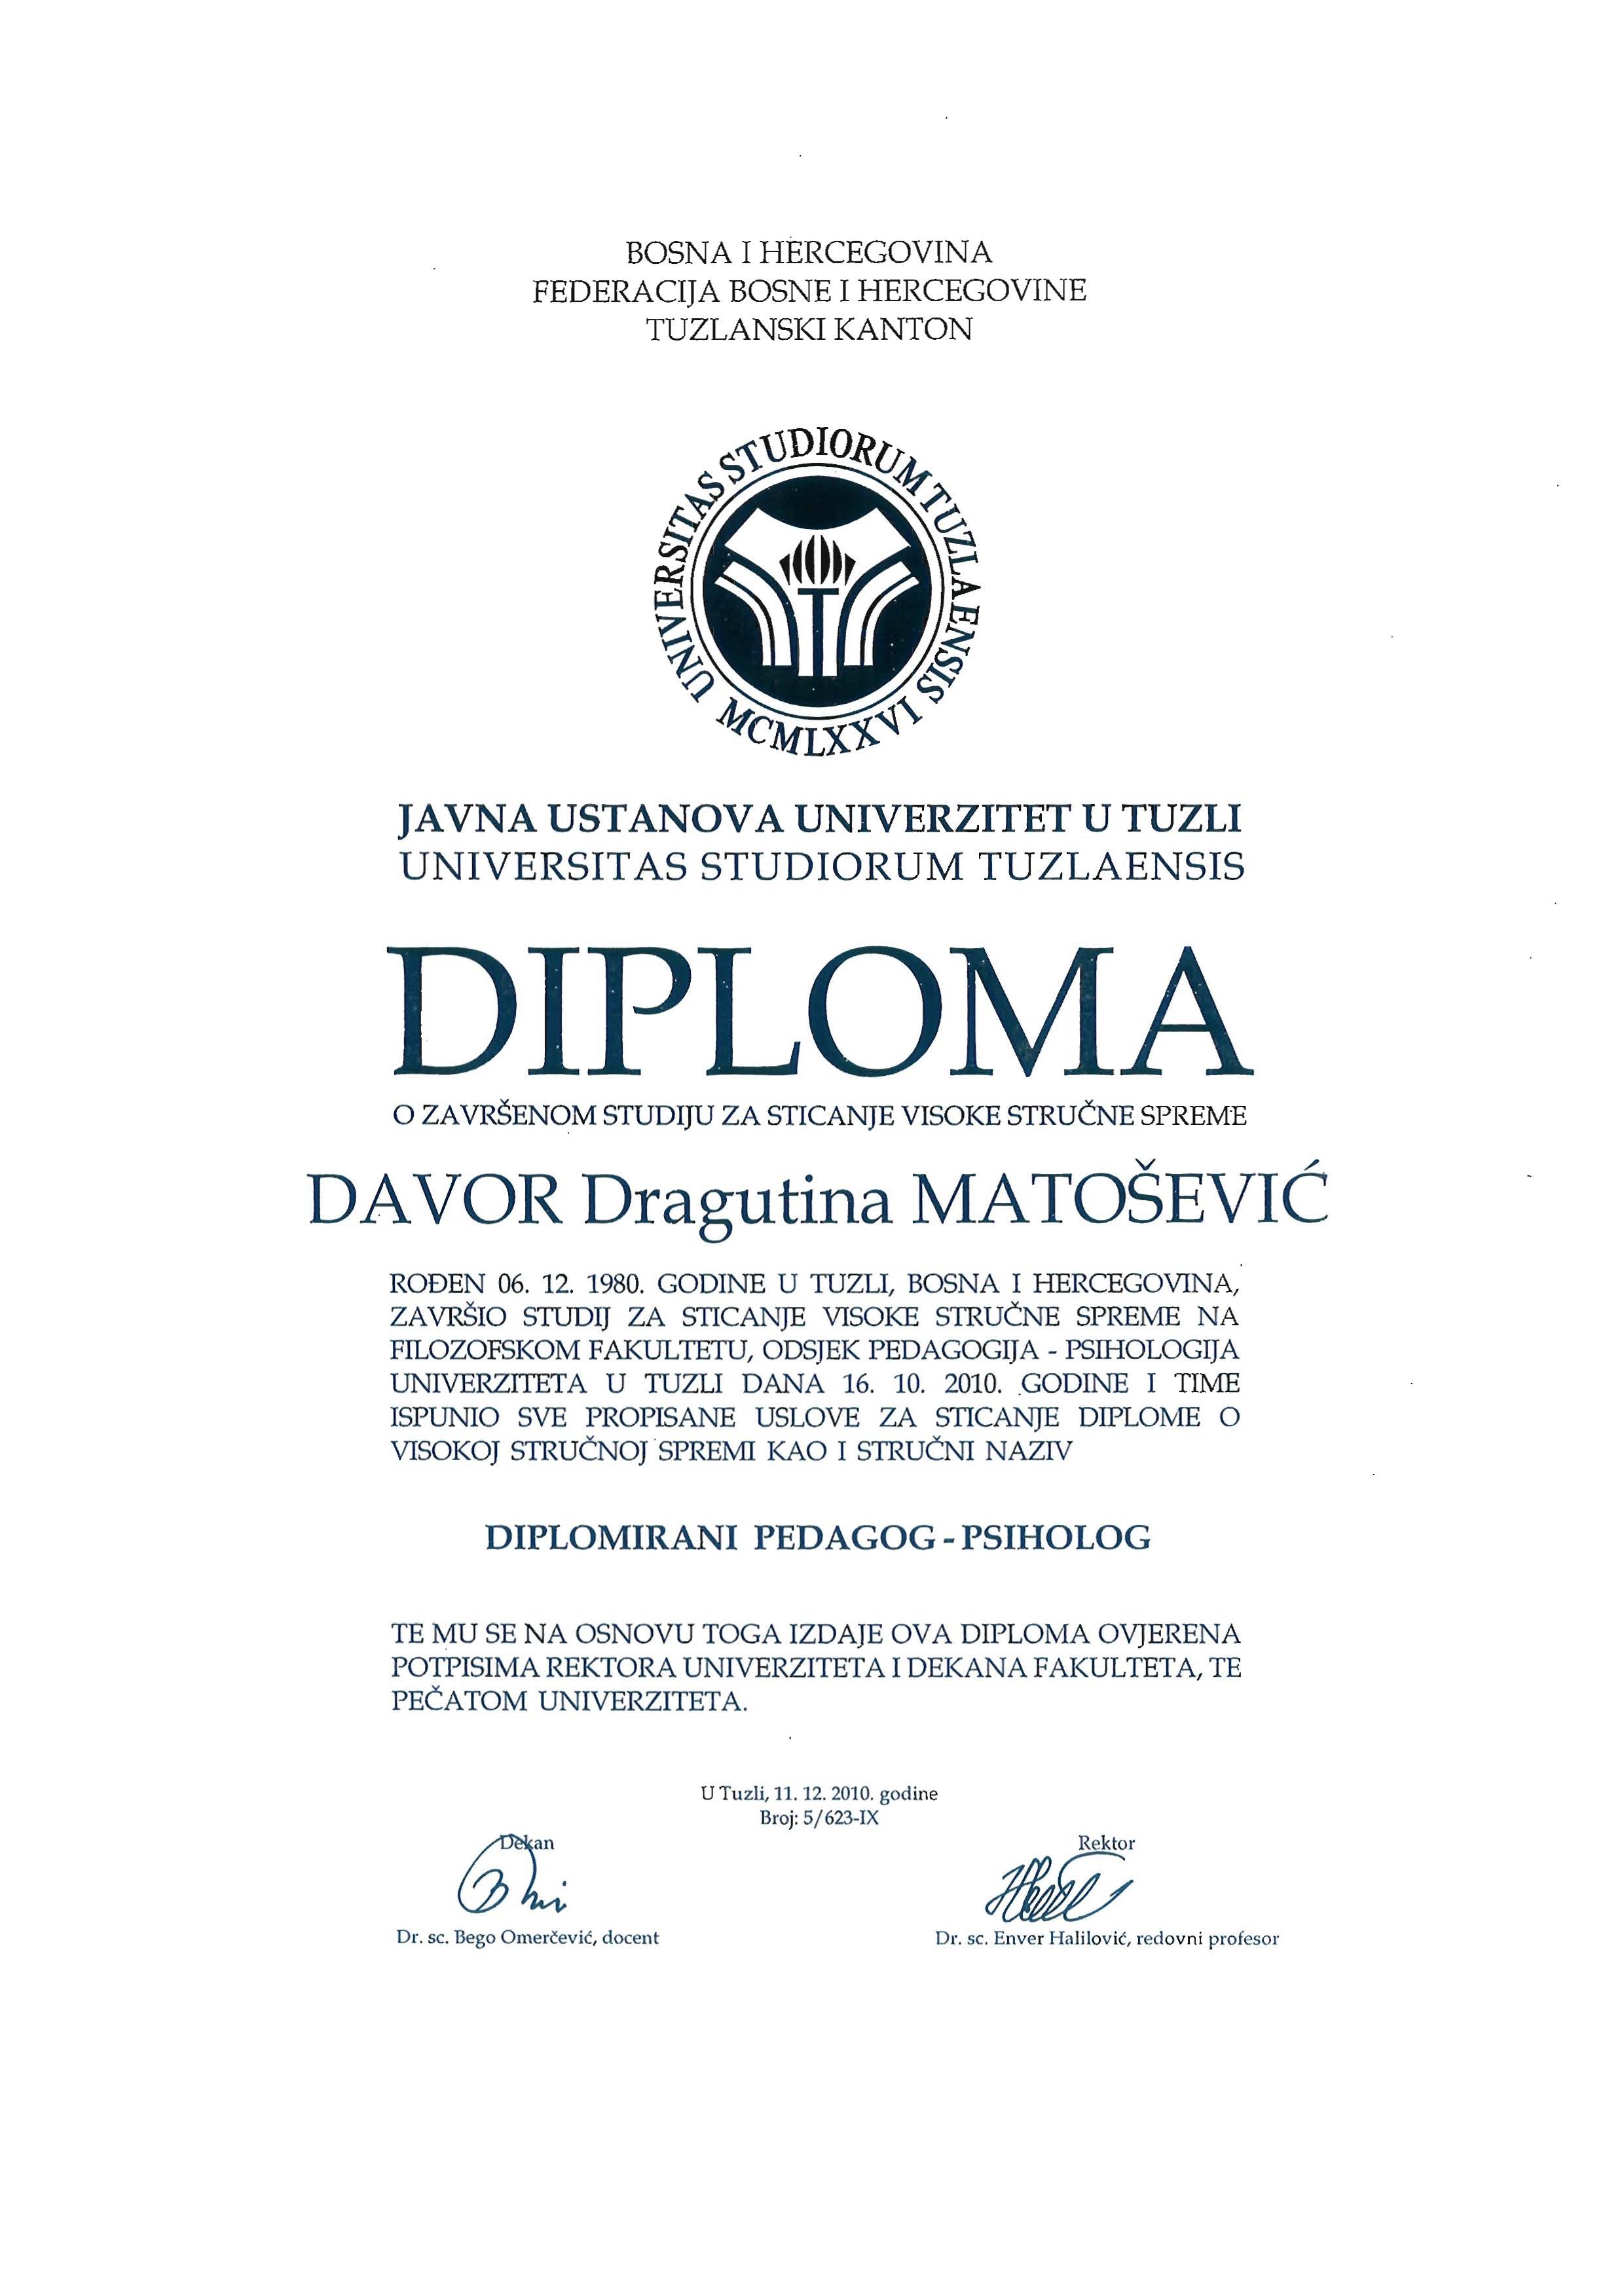 BOSNA I HERCEGOVINA
FEDERACIJA BOSNE I HERCEGOVINE
TUZLANSKI KANTON
UNIVERSITAS STUDIORUM TUZLAENSIS
MCMLXXVI
JAVNA USTANOVA UNIVERZITET U TUZLI
UNIVERSITAS STUDIORUM TUZLAENSIS
DIPLOMA
O ZAVRŠENOM STUDIJU ZA STICANJE VISOKE STRUČNE SPREME
DAVOR Dragutina MATOŠEVIĆ
ROĐEN 06. 12. 1980. GODINE U TUZLI, BOSNA I HERCEGOVINA,
ZAVRŠIO STUDIJ ZA STICANJE VISOKE STRUČNE SPREME NA
FILOZOFSKOM FAKULTETU, ODSJEK PEDAGOGIJA - PSIHOLOGIJA
UNIVERZITETA U TUZLI DANA 16. 10. 2010. GODINE I TIME
ISPUNIO SVE PROPISANE USLOVE ZA STICANJE DIPLOME O
VISOKOJ STRUČNOJ SPREMI KAO I STRUČNI NAZIV
DIPLOMIRANI PEDAGOG - PSIHOLOG
TE MU SE NA OSNOVU TOGA IZDAJE OVA DIPLOMA OVJERENA
POTPISIMA REKTORA UNIVERZITETA I DEKANA FAKULTETA, TE
PEČATOM UNIVERZITETA.
U Tuzli, 11. 12. 2010. godine
Broj: 5/623-IX
Dekan
Dr. sc. Bego Omerčević, docent
Rektor
Dr. sc. Enver Halilović, redovni profesor